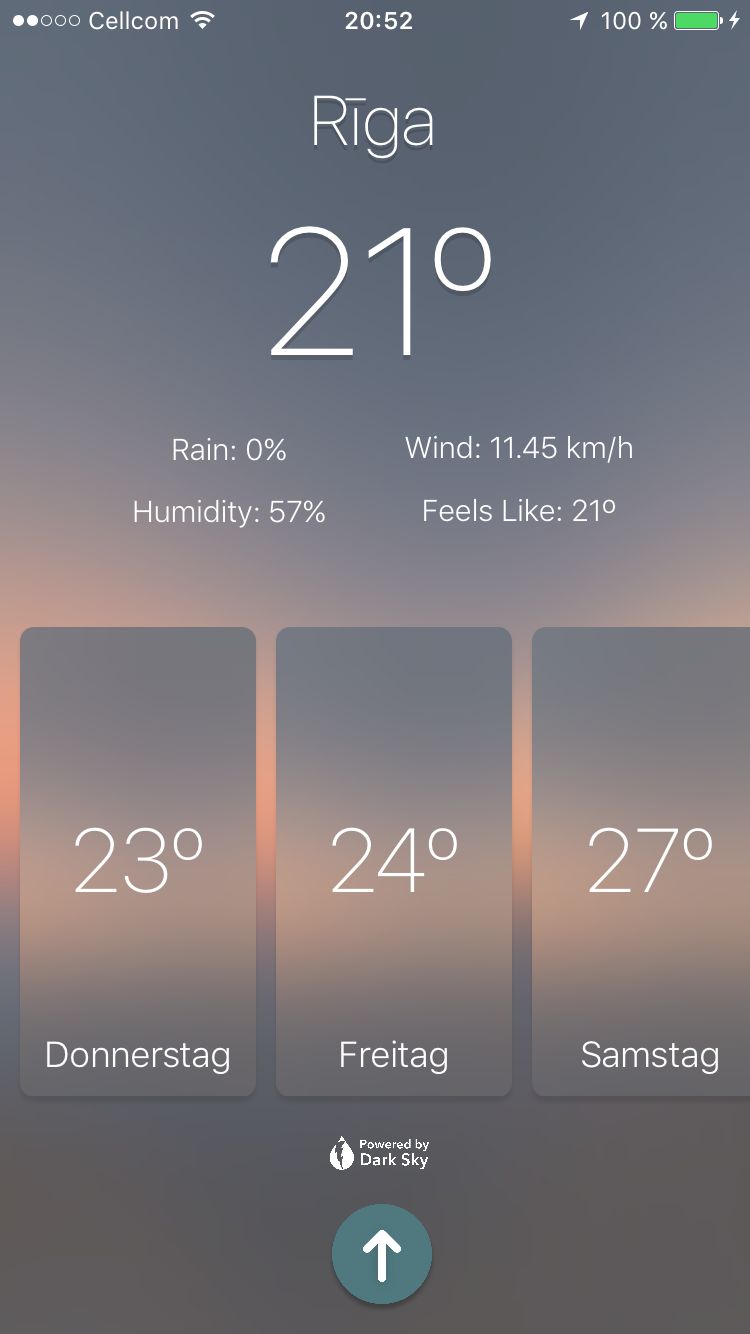 Cellcom 20:52 100 %
Rīga
21º
Rain: 0% Wind: 11.45 km/h
Humidity: 57% Feels Like: 21º
23º 24º 27º
Donnerstag Freitag Samstag
Powered by
Dark Sky